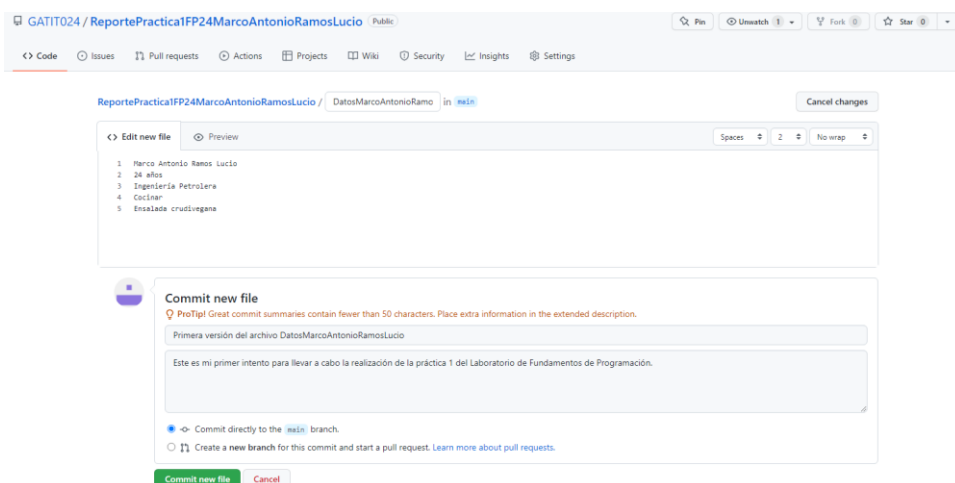 GATIT024 / ReportePractica1FP24MarcoAntonioRamosLucio Public
Pin Unwatch 1 Fork 0 Star 0
<> Code Issues Pull requests Actions Projects Wiki Security Insights Settings
ReportePractica1FP24MarcoAntonioRamosLucio / DatosMarcoAntonioRamo in main Cancel changes
<> Edit new file Preview Spaces 2 No wrap
1 Marco Antonio Ramos Lucio
2 24 años
3 Ingeniería Petrolera
4 Cocinar
5 Ensalada crudivegana
Commit new file
ProTip! Great commit summaries contain fewer than 50 characters. Place extra information in the extended description.
Primera versión del archivo DatosMarcoAntonioRamosLucio
Este es mi primer intento para llevar a cabo la realización de la práctica 1 del Laboratorio de Fundamentos de Programación.
Commit directly to the main branch.
Create a new branch for this commit and start a pull request. Learn more about pull requests.
Commit new file Cancel